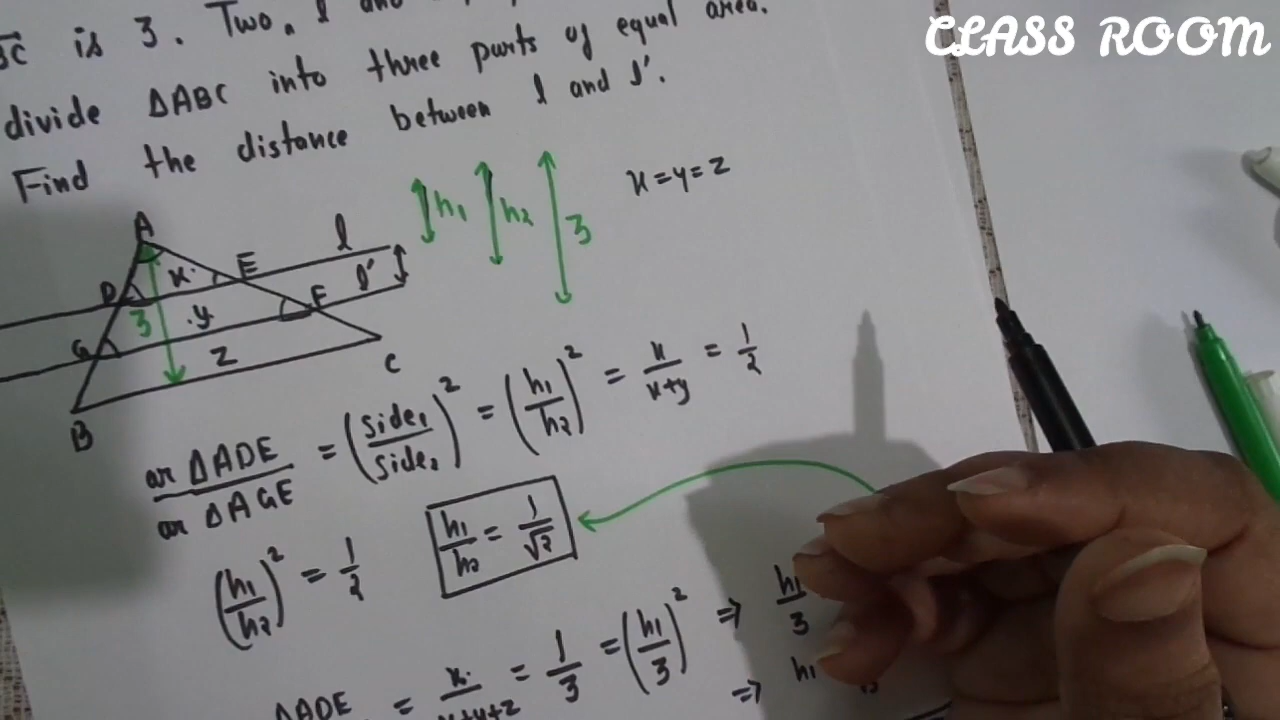 CLASS ROOM
BC is 3. Two, l and
divide ΔABC into three parts of equal area.
Find the distance between l and l'.
x = y = z
h₁ h₂ 3
A
l
x E l'
D F
3 y
G z
C
B
ar ΔADE / ar ΔAGE = (side₁/side₂)² = (h₁/h₂)² = x/(x+y) = 1/2
(h₁/h₂)² = 1/2 h₁/h₂ = 1/√2
ΔADE = x/(x+y+z) = 1/3 = (h₁/3)² ⇒ h₁/3
⇒ h₁